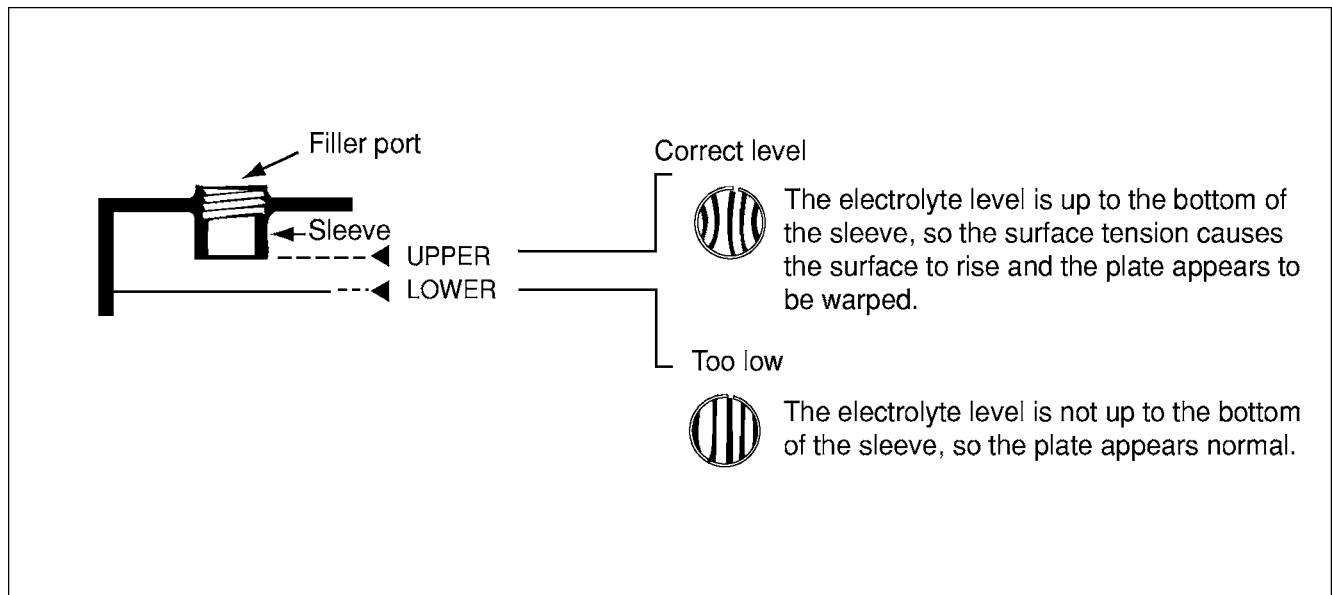 Filler port
Sleeve
UPPER
LOWER
Correct level
The electrolyte level is up to the bottom of
the sleeve, so the surface tension causes
the surface to rise and the plate appears to
be warped.
Too low
The electrolyte level is not up to the bottom
of the sleeve, so the plate appears normal.